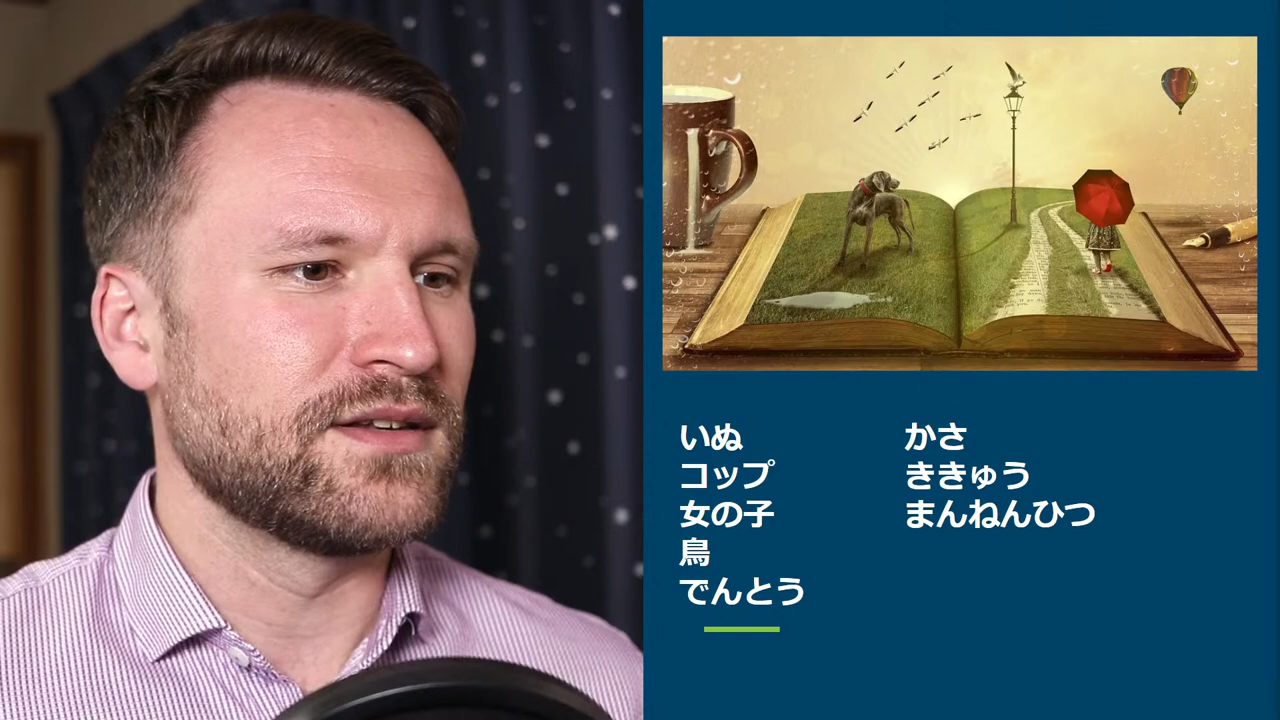 いぬ
コップ
女の子
鳥
でんとう
かさ
ききゅう
まんねんひつ